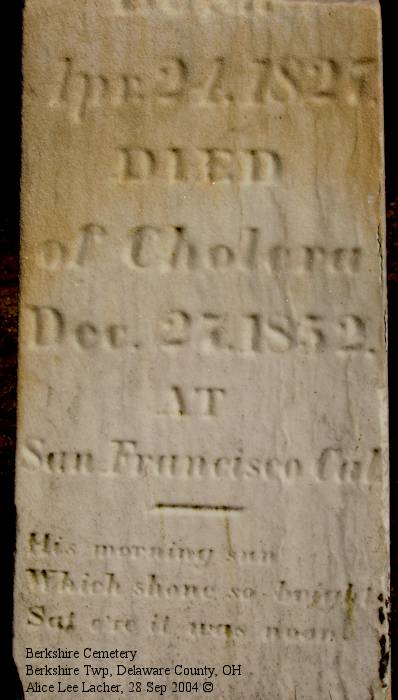 Apr. 24, 1827.
DIED
of Cholera
Dec. 27, 1852.
AT
San Francisco Cal.
His morning sun
Which shone so bright
Sat e're it was noon.
Berkshire Cemetery
Berkshire Twp, Delaware County, OH
Alice Lee Lacher, 28 Sep 2004 ©